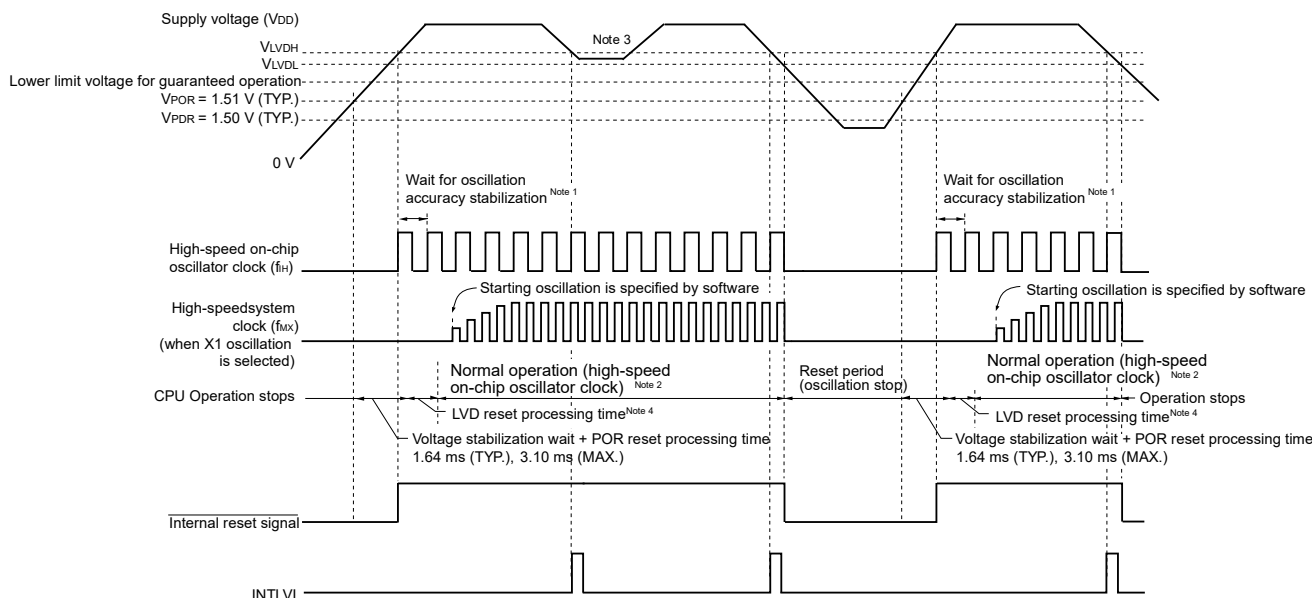 Supply voltage (VDD)
VLVDH
VLVDL
Note 3
Lower limit voltage for guaranteed operation
VPOR = 1.51 V (TYP.)
VPDR = 1.50 V (TYP.)
0 V
Wait for oscillation
accuracy stabilization Note 1
Wait for oscillation
accuracy stabilization Note 1
High-speed on-chip
oscillator clock (fIH)
Starting oscillation is specified by software
Starting oscillation is specified by software
High-speedsystem
clock (fMX)
(when X1 oscillation
is selected)
Normal operation (high-speed
on-chip oscillator clock) Note 2
Reset period
(oscillation stop)
Normal operation (high-speed
on-chip oscillator clock) Note 2
CPU Operation stops
Operation stops
LVD reset processing timeNote 4
LVD reset processing timeNote 4
Voltage stabilization wait + POR reset processing time
1.64 ms (TYP.), 3.10 ms (MAX.)
Voltage stabilization wait + POR reset processing time
1.64 ms (TYP.), 3.10 ms (MAX.)
Internal reset signal
INTLVI